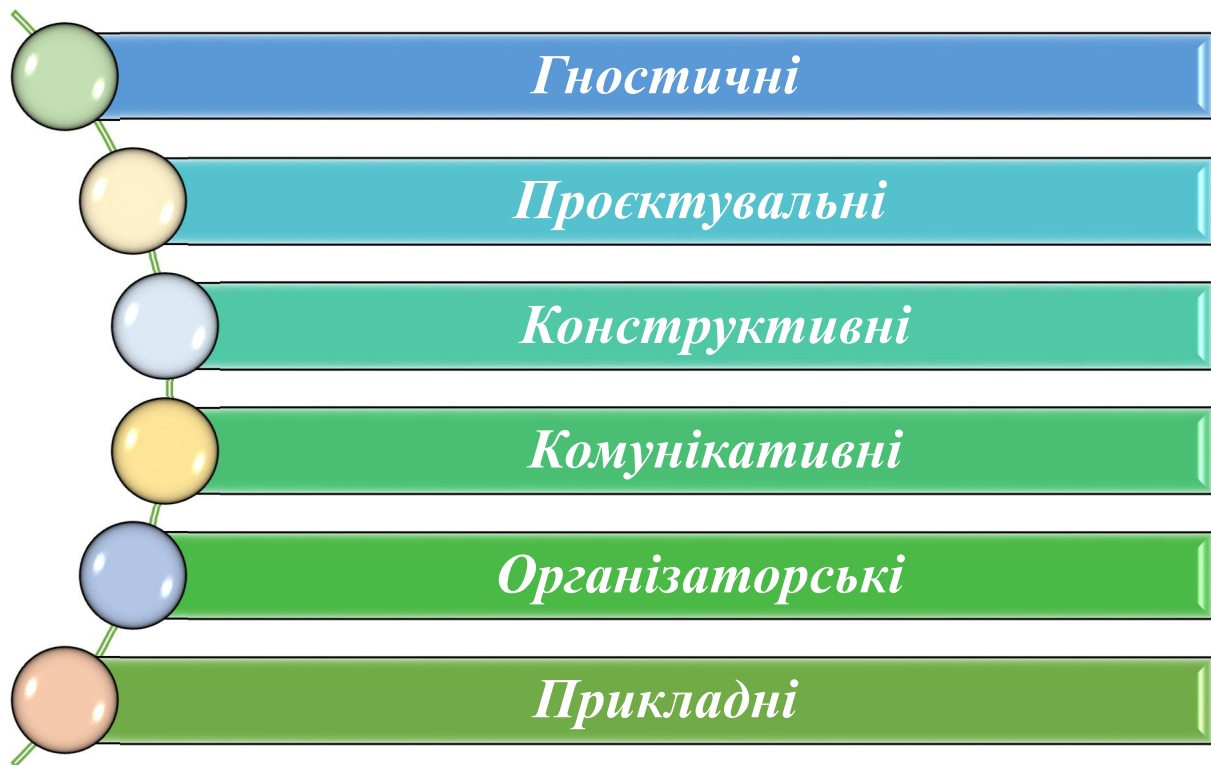 Гностичні
Проєктувальні
Конструктивні
Комунікативні
Організаторські
Прикладні